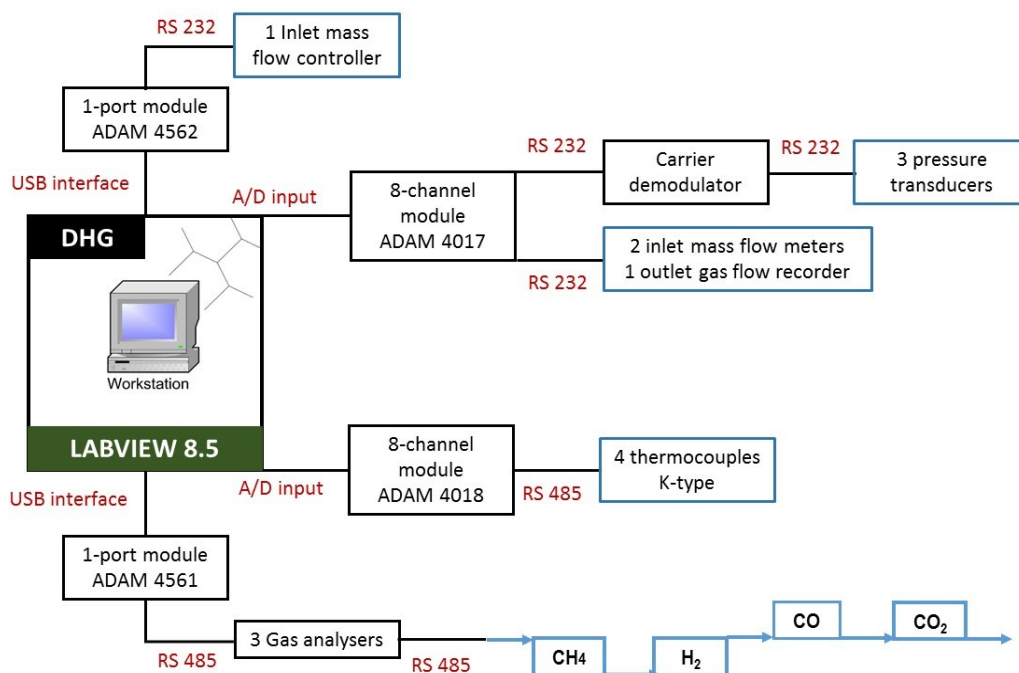 RS 232
1 Inlet mass
flow controller
1-port module
ADAM 4562
USB interface
A/D input
8-channel
module
ADAM 4017
RS 232
Carrier
demodulator
RS 232
3 pressure
transducers
RS 232
2 inlet mass flow meters
1 outlet gas flow recorder
DHG
Workstation
LABVIEW 8.5
USB interface
A/D input
8-channel
module
ADAM 4018
RS 485
4 thermocouples
K-type
1-port module
ADAM 4561
RS 485
3 Gas analysers
RS 485
CH4
H₂
CO
CO₂